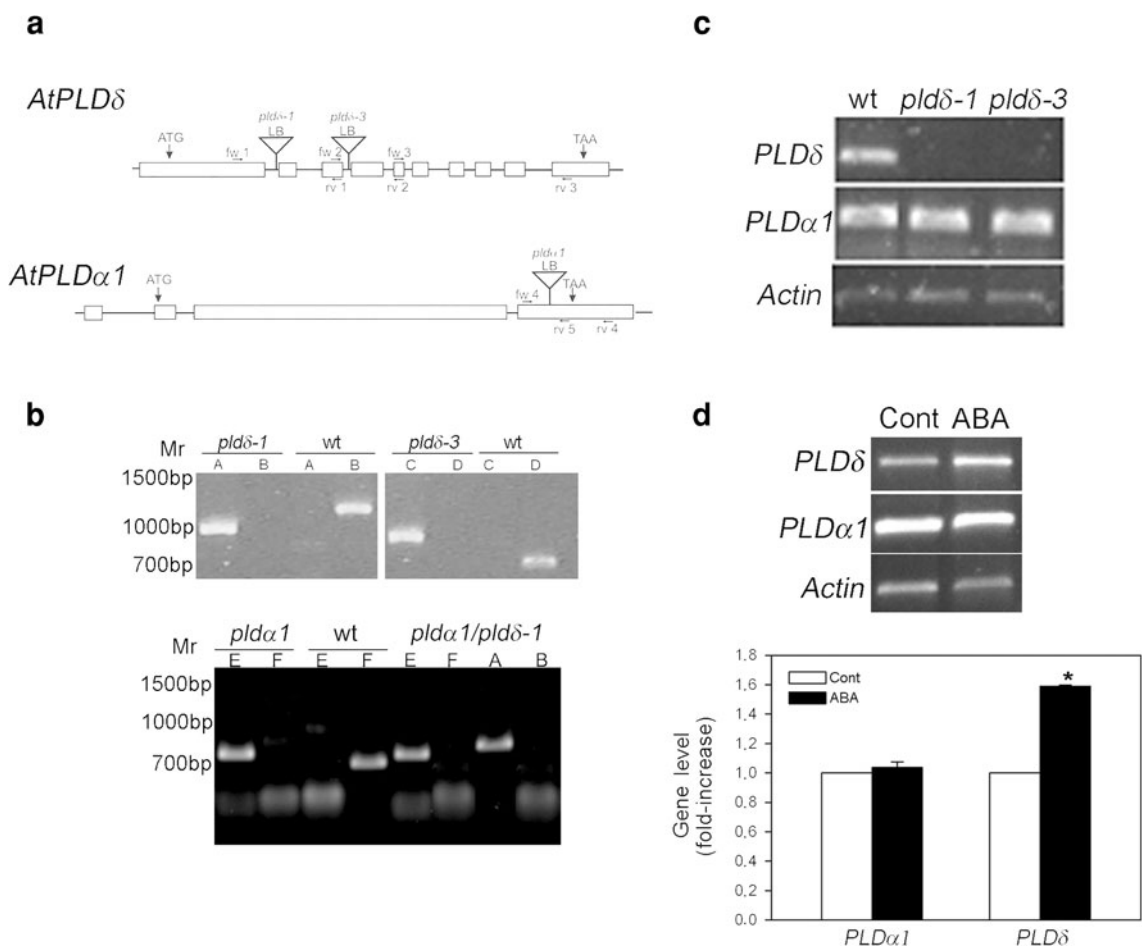 a
AtPLDδ
ATG
fw 1
pldδ-1
LB
fw 2
rv 1
pldδ-3
LB
fw 3
rv 2
TAA
rv 3
AtPLDα1
ATG
pldα1
LB
fw 4
TAA
rv 5
rv 4
b
Mr
pldδ-1
wt
pldδ-3
wt
A B A B C D C D
1500bp
1000bp
700bp
Mr
pldα1
wt
pldα1/pldδ-1
E F E F E F A B
1500bp
1000bp
700bp
c
wt pldδ-1 pldδ-3
PLDδ
PLDα1
Actin
d
Cont ABA
PLDδ
PLDα1
Actin
Gene level
(fold-increase)
1,8
1,6
1,4
1,2
1,0
0,8
0,6
0,4
0,2
0.0
Cont
ABA
*
PLDα1
PLDδ